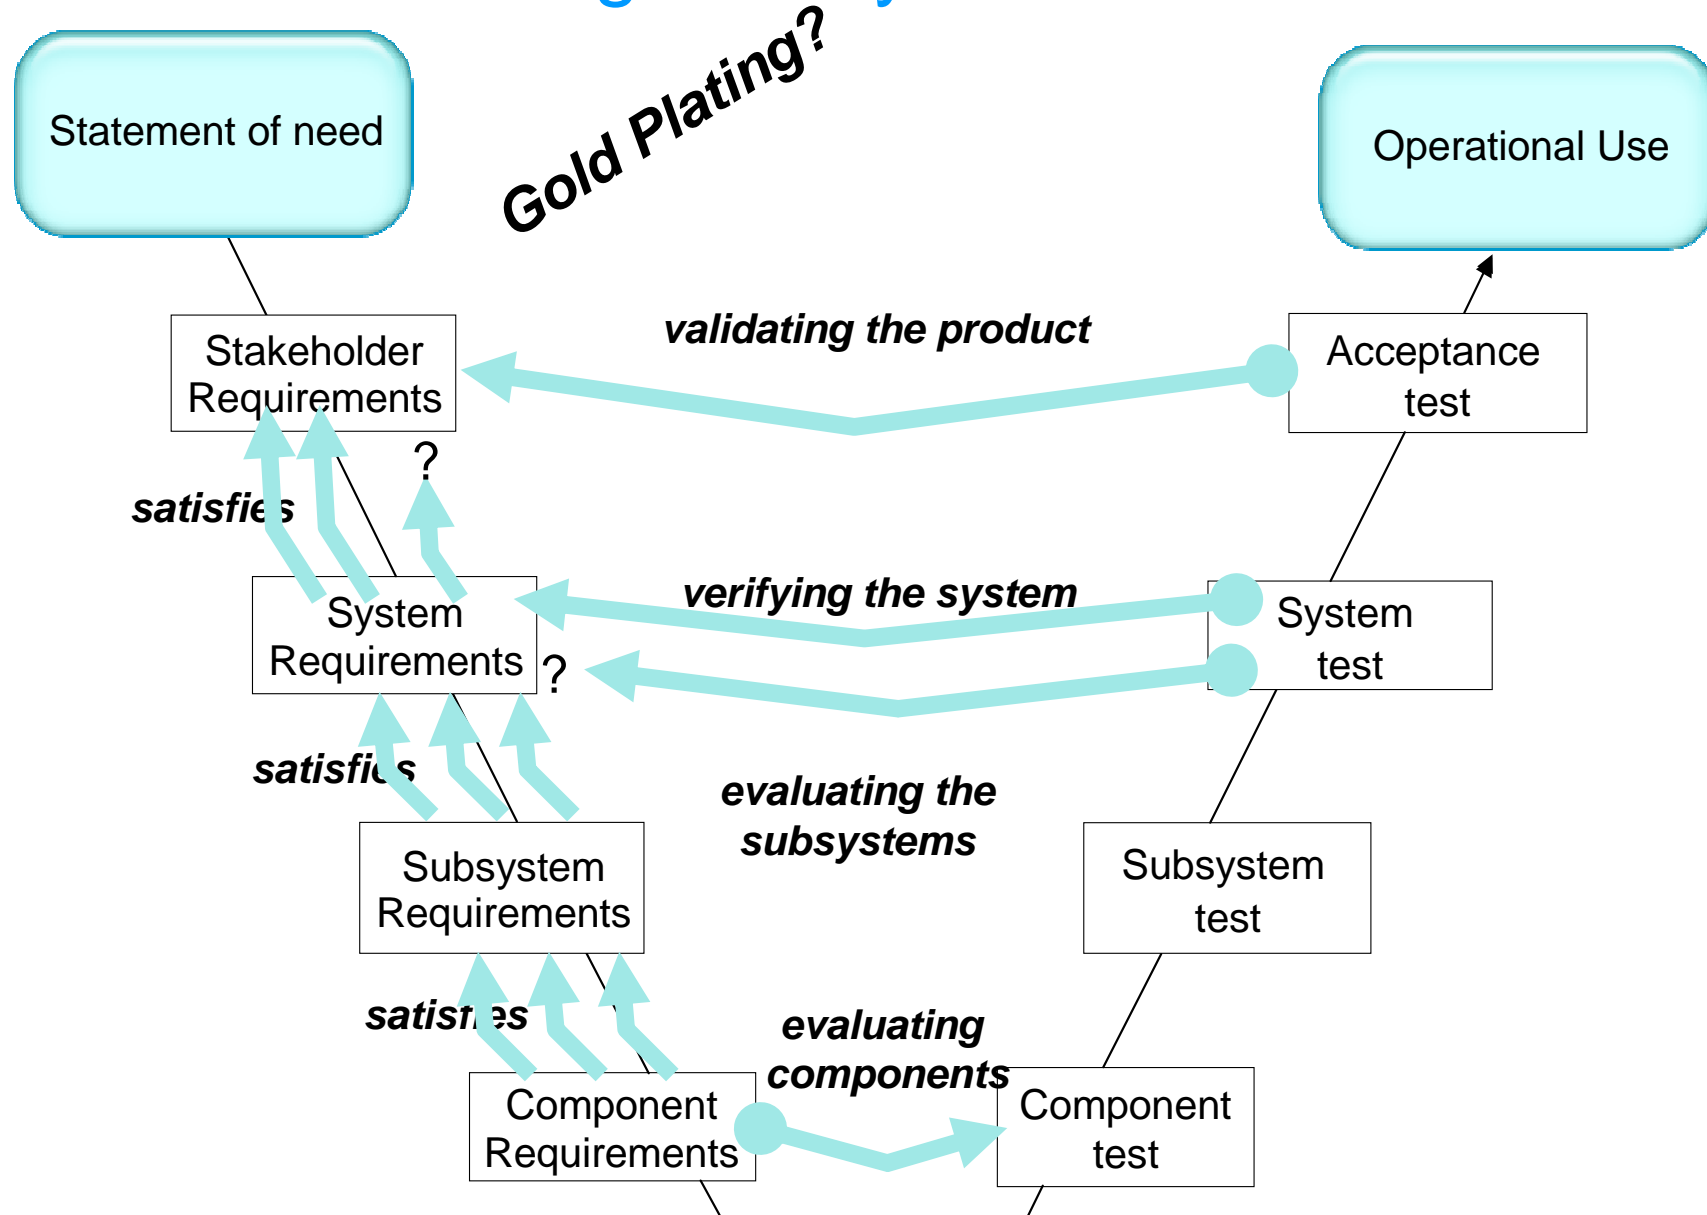 Gold Plating?
Statement of need
Operational Use
validating the product
Stakeholder
Requirements
Acceptance
test
?
satisfies
verifying the system
System
Requirements
?
System
test
satisfies
evaluating the
subsystems
Subsystem
Requirements
Subsystem
test
satisfies
evaluating
components
Component
Requirements
Component
test